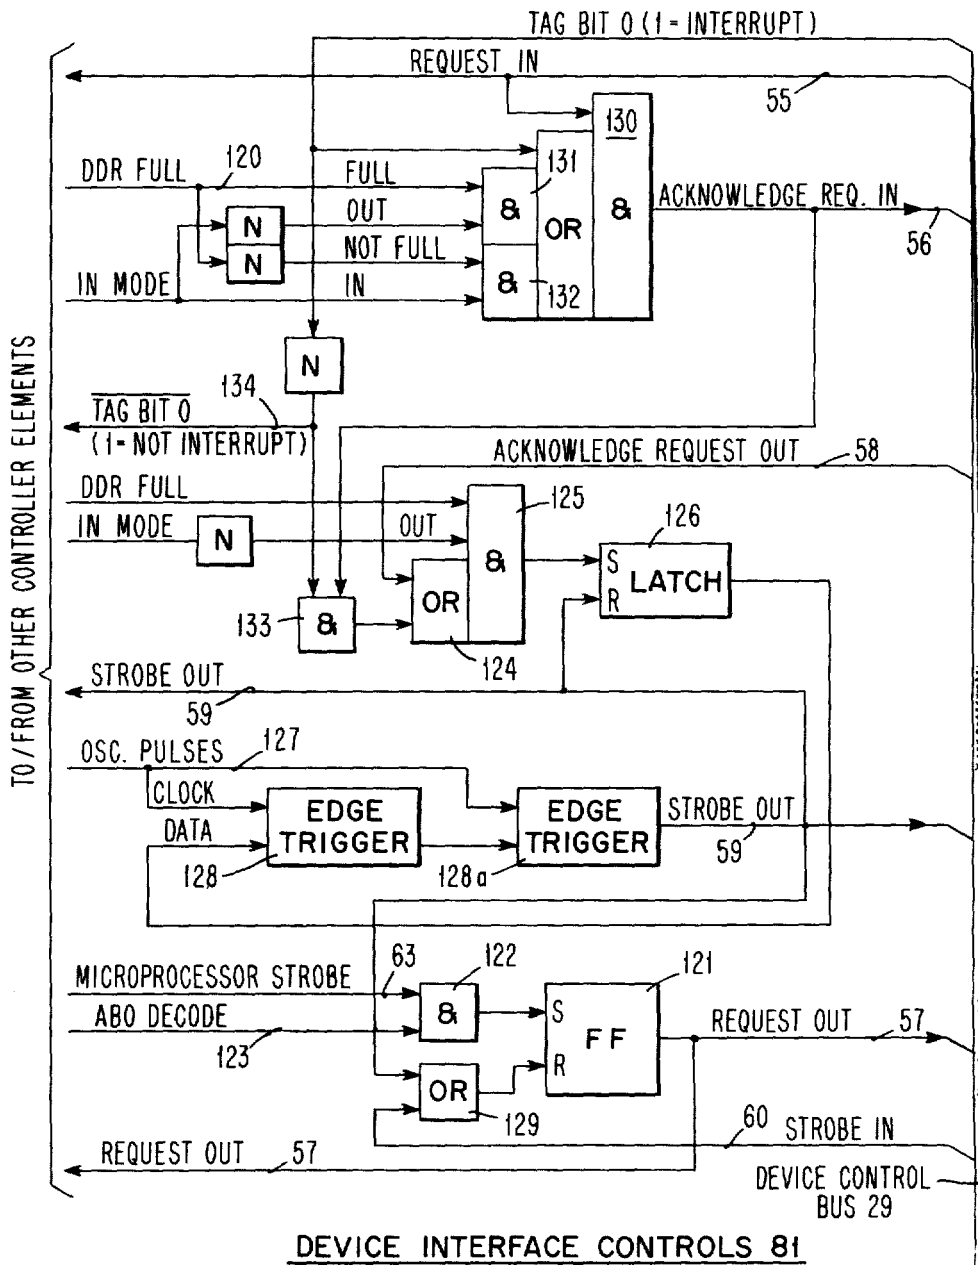 TAG BIT 0 (1 = INTERRUPT)
REQUEST IN
55
130
&
DDR FULL
120
FULL
131
&
OR
N
OUT
N
NOT FULL
ACKNOWLEDGE REQ. IN
56
IN MODE
IN
&
132
N
TAG BIT 0
134
(1 = NOT INTERRUPT)
ACKNOWLEDGE REQUEST OUT
58
DDR FULL
125
IN MODE
N
OUT
&
126
S
LATCH
R
133
&
OR
124
STROBE OUT
59
TO/FROM OTHER CONTROLLER ELEMENTS
OSC. PULSES
127
CLOCK
DATA
EDGE
TRIGGER
128
EDGE
TRIGGER
128a
STROBE OUT
59
MICROPROCESSOR STROBE
63
122
&
121
ABO DECODE
123
S
FF
R
REQUEST OUT
57
OR
129
60
STROBE IN
REQUEST OUT
57
DEVICE CONTROL
BUS 29
DEVICE INTERFACE CONTROLS 81